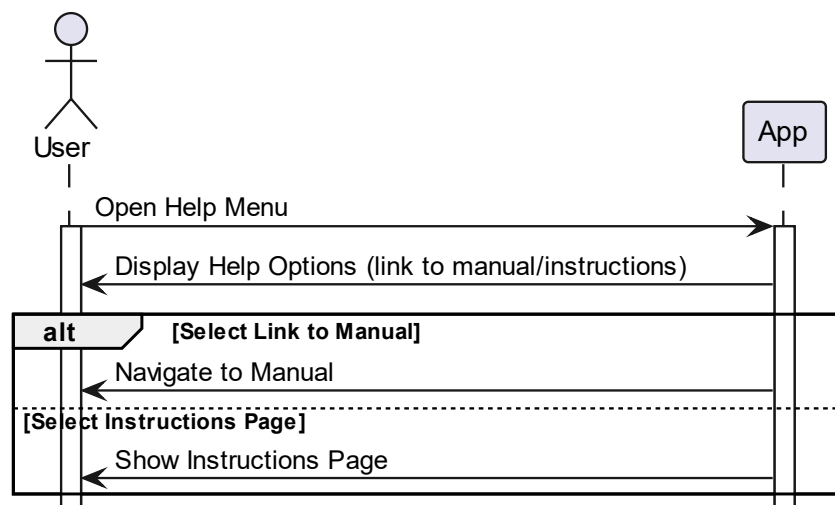 User
App
Open Help Menu
Display Help Options (link to manual/instructions)
alt
[Select Link to Manual]
Navigate to Manual
[Select Instructions Page]
Show Instructions Page